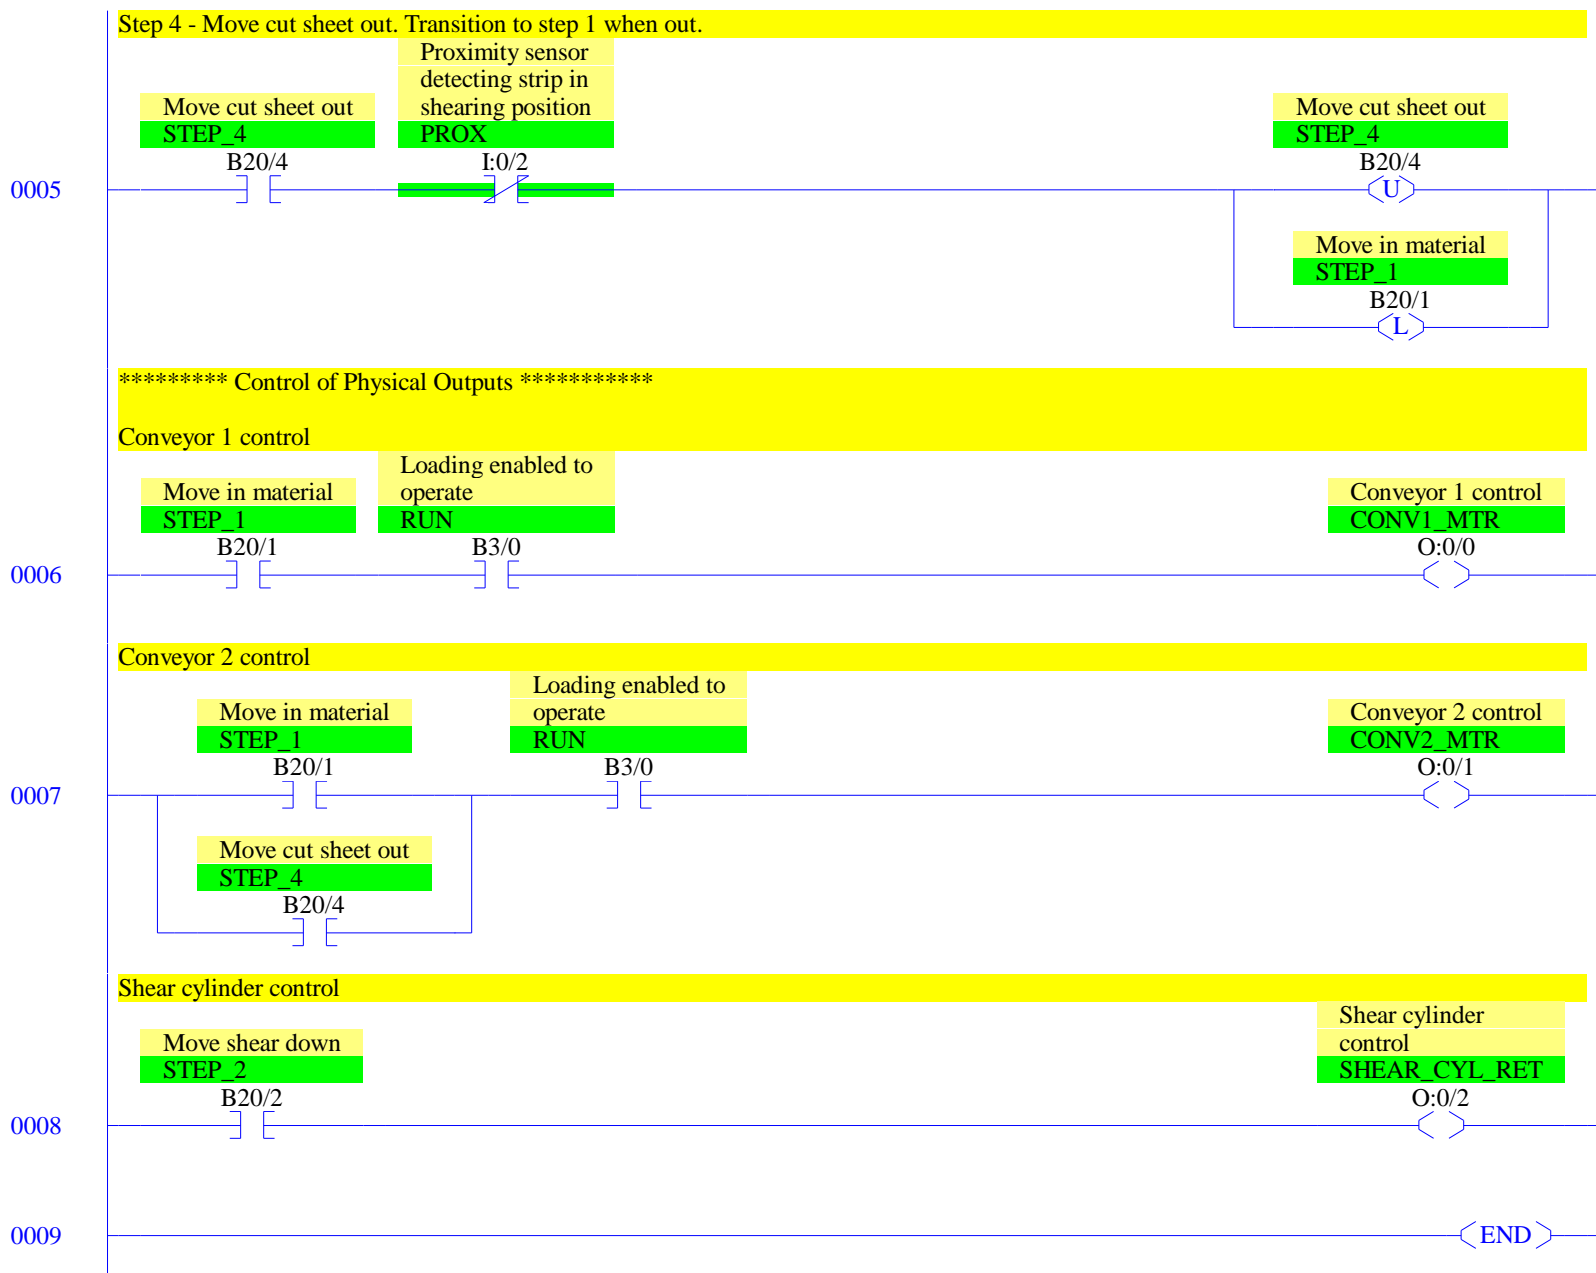 Step 4 - Move cut sheet out. Transition to step 1 when out.
Proximity sensor
detecting strip in
shearing position
Move cut sheet out
STEP_4
PROX
Move cut sheet out
STEP_4
B20/4
I:0/2
B20/4
0005
U
Move in material
STEP_1
B20/1
L
********* Control of Physical Outputs ***********
Conveyor 1 control
Loading enabled to
operate
Move in material
STEP_1
RUN
Conveyor 1 control
CONV1_MTR
B20/1
B3/0
O:0/0
0006
Conveyor 2 control
Loading enabled to
operate
Move in material
STEP_1
RUN
Conveyor 2 control
CONV2_MTR
B20/1
B3/0
O:0/1
0007
Move cut sheet out
STEP_4
B20/4
Shear cylinder control
Shear cylinder
control
Move shear down
STEP_2
SHEAR_CYL_RET
B20/2
O:0/2
0008
0009
END